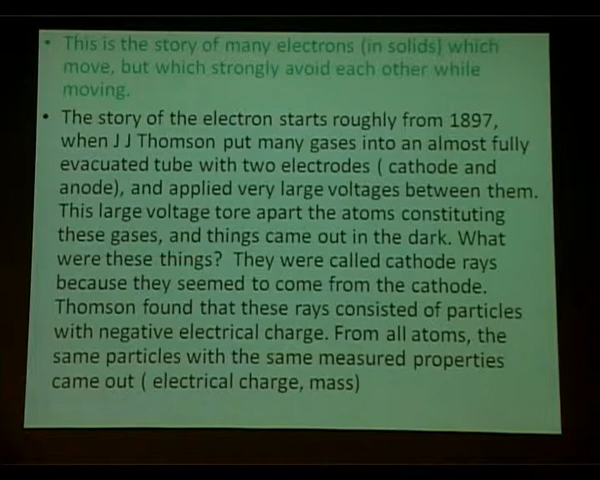 • This is the story of many electrons (in solids) which
move, but which strongly avoid each other while
moving.
• The story of the electron starts roughly from 1897,
when J J Thomson put many gases into an almost fully
evacuated tube with two electrodes ( cathode and
anode), and applied very large voltages between them.
This large voltage tore apart the atoms constituting
these gases, and things came out in the dark. What
were these things? They were called cathode rays
because they seemed to come from the cathode.
Thomson found that these rays consisted of particles
with negative electrical charge. From all atoms, the
same particles with the same measured properties
came out ( electrical charge, mass)